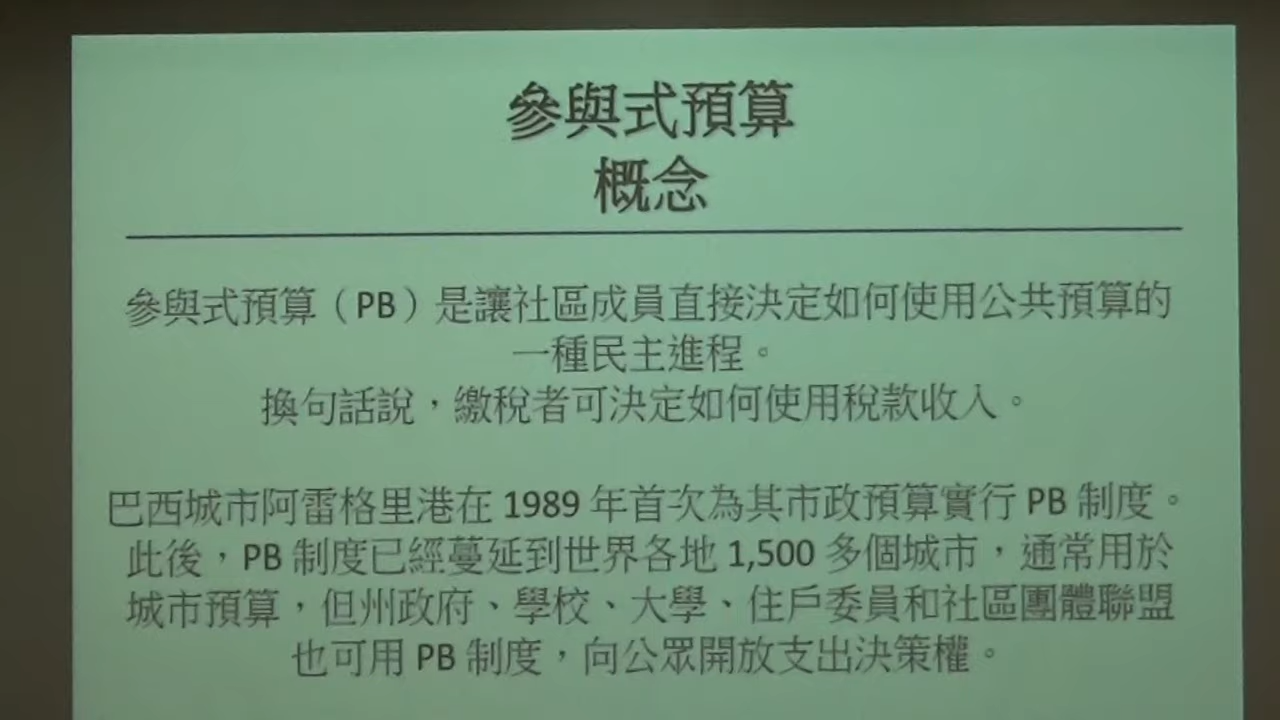 參與式預算
概念
參與式預算（PB）是讓社區成員直接決定如何使用公共預算的
一種民主進程。
換句話說，繳稅者可決定如何使用稅款收入。
巴西城市阿雷格里港在 1989 年首次為其市政預算實行 PB 制度。
此後，PB 制度已經蔓延到世界各地 1,500 多個城市，通常用於
城市預算，但州政府、學校、大學、住戶委員和社區團體聯盟
也可用 PB 制度，向公眾開放支出決策權。